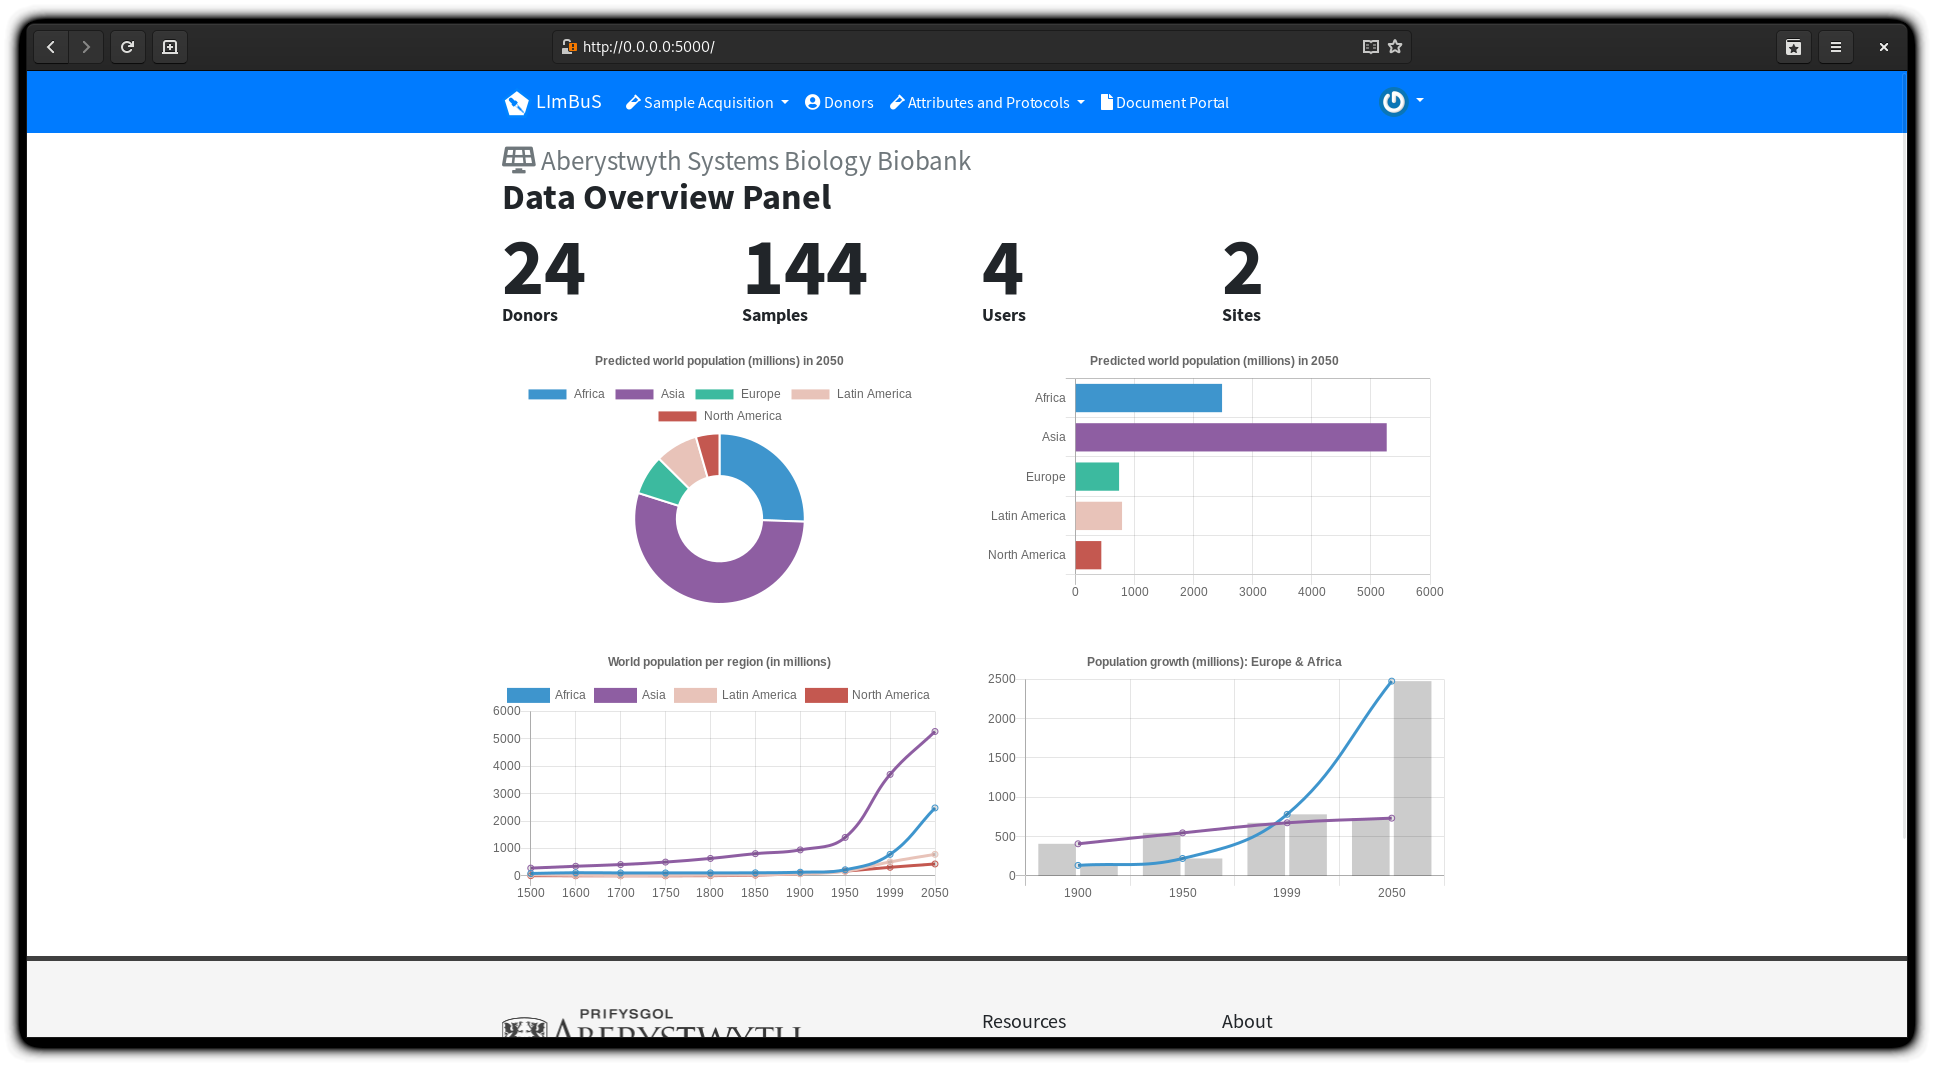 http://0.0.0.0:5000/
LImBuS Sample Acquisition Donors Attributes and Protocols Document Portal
Aberystwyth Systems Biology Biobank
Data Overview Panel
24 144 4 2
Donors Samples Users Sites
Predicted world population (millions) in 2050
Africa Asia Europe Latin America
North America
Predicted world population (millions) in 2050
Africa
Asia
Europe
Latin America
North America
0 1000 2000 3000 4000 5000 6000
World population per region (in millions)
Africa Asia Latin America North America
6000
5000
4000
3000
2000
1000
0
1500 1600 1700 1750 1800 1850 1900 1950 1999 2050
Population growth (millions): Europe & Africa
2500
2000
1500
1000
500
0
1900 1950 1999 2050
PRIFYSGOL
ABERYSTWYTH
Resources
About